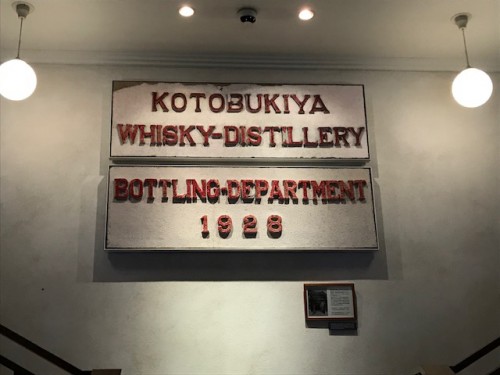 KOTOBUKIYA
WHISKY-DISTILLERY
BOTTLING-DEPARTMENT
1928